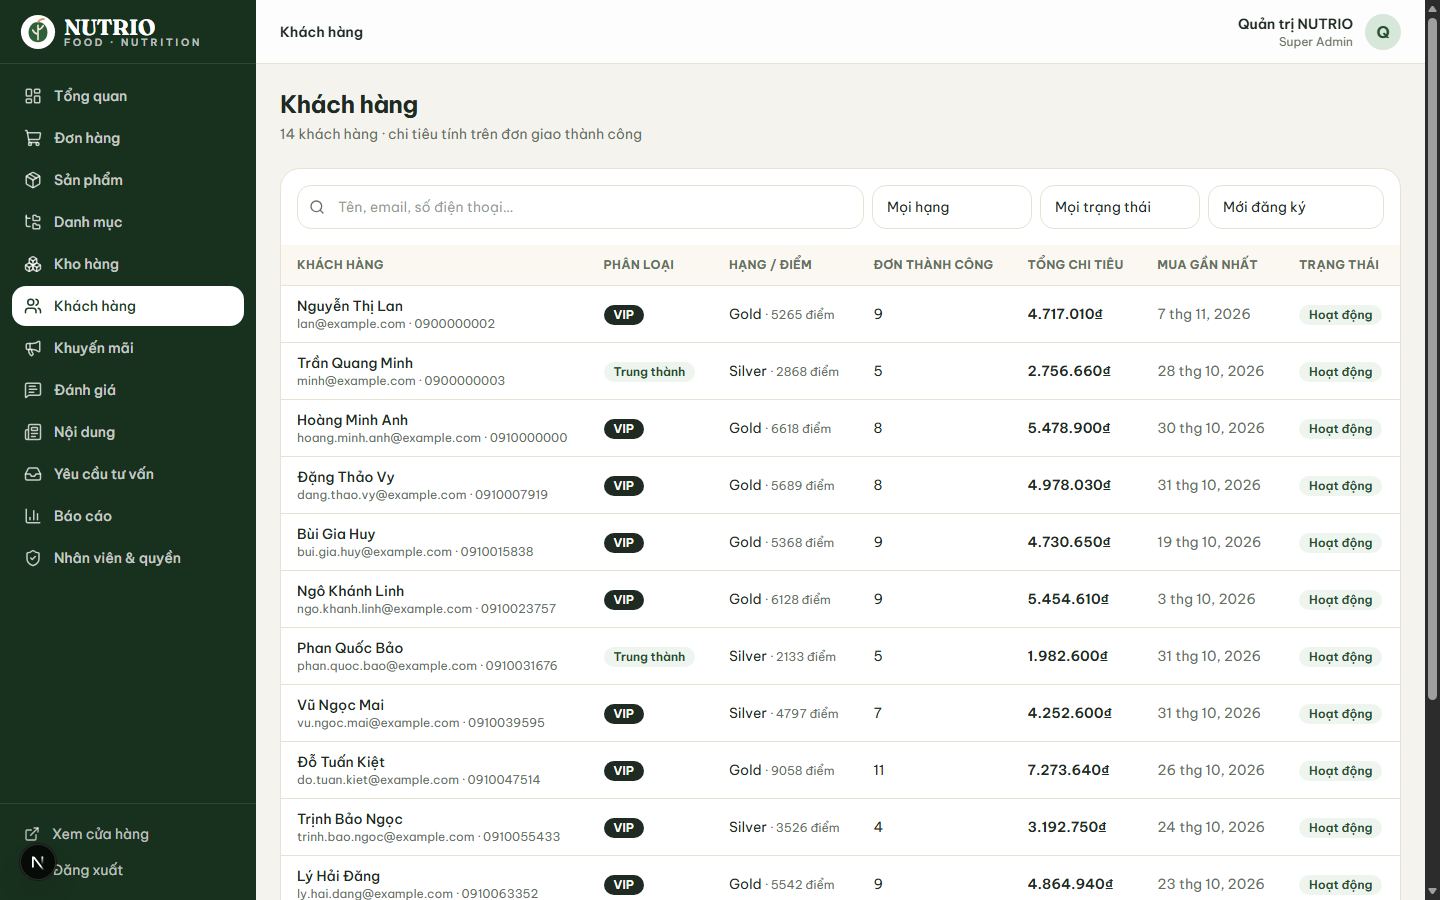 NUTRIO
FOOD · NUTRITION
Tổng quan
Đơn hàng
Sản phẩm
Danh mục
Kho hàng
Khách hàng
Khuyến mãi
Đánh giá
Nội dung
Yêu cầu tư vấn
Báo cáo
Nhân viên & quyền
Xem cửa hàng
N
Đăng xuất
Khách hàng
Quản trị NUTRIO
Super Admin
Q
Khách hàng
14 khách hàng · chi tiêu tính trên đơn giao thành công
Tên, email, số điện thoại... Mọi hạng Mọi trạng thái Mới đăng ký
KHÁCH HÀNG PHÂN LOẠI HẠNG / ĐIỂM ĐƠN THÀNH CÔNG TỔNG CHI TIÊU MUA GẦN NHẤT TRẠNG THÁI
Nguyễn Thị Lan
lan@example.com · 0900000002
VIP Gold · 5265 điểm 9 4.717.010₫ 7 thg 11, 2026 Hoạt động
Trần Quang Minh
minh@example.com · 0900000003
Trung thành Silver · 2868 điểm 5 2.756.660₫ 28 thg 10, 2026 Hoạt động
Hoàng Minh Anh
hoang.minh.anh@example.com · 0910000000
VIP Gold · 6618 điểm 8 5.478.900₫ 30 thg 10, 2026 Hoạt động
Đặng Thảo Vy
dang.thao.vy@example.com · 0910007919
VIP Gold · 5689 điểm 8 4.978.030₫ 31 thg 10, 2026 Hoạt động
Bùi Gia Huy
bui.gia.huy@example.com · 0910015838
VIP Gold · 5368 điểm 9 4.730.650₫ 19 thg 10, 2026 Hoạt động
Ngô Khánh Linh
ngo.khanh.linh@example.com · 0910023757
VIP Gold · 6128 điểm 9 5.454.610₫ 3 thg 10, 2026 Hoạt động
Phan Quốc Bảo
phan.quoc.bao@example.com · 0910031676
Trung thành Silver · 2133 điểm 5 1.982.600₫ 31 thg 10, 2026 Hoạt động
Vũ Ngọc Mai
vu.ngoc.mai@example.com · 0910039595
VIP Silver · 4797 điểm 7 4.252.600₫ 31 thg 10, 2026 Hoạt động
Đỗ Tuấn Kiệt
do.tuan.kiet@example.com · 0910047514
VIP Gold · 9058 điểm 11 7.273.640₫ 26 thg 10, 2026 Hoạt động
Trịnh Bảo Ngọc
trinh.bao.ngoc@example.com · 0910055433
VIP Silver · 3526 điểm 4 3.192.750₫ 24 thg 10, 2026 Hoạt động
Lý Hải Đăng
ly.hai.dang@example.com · 0910063352
VIP Gold · 5542 điểm 9 4.864.940₫ 23 thg 10, 2026 Hoạt động